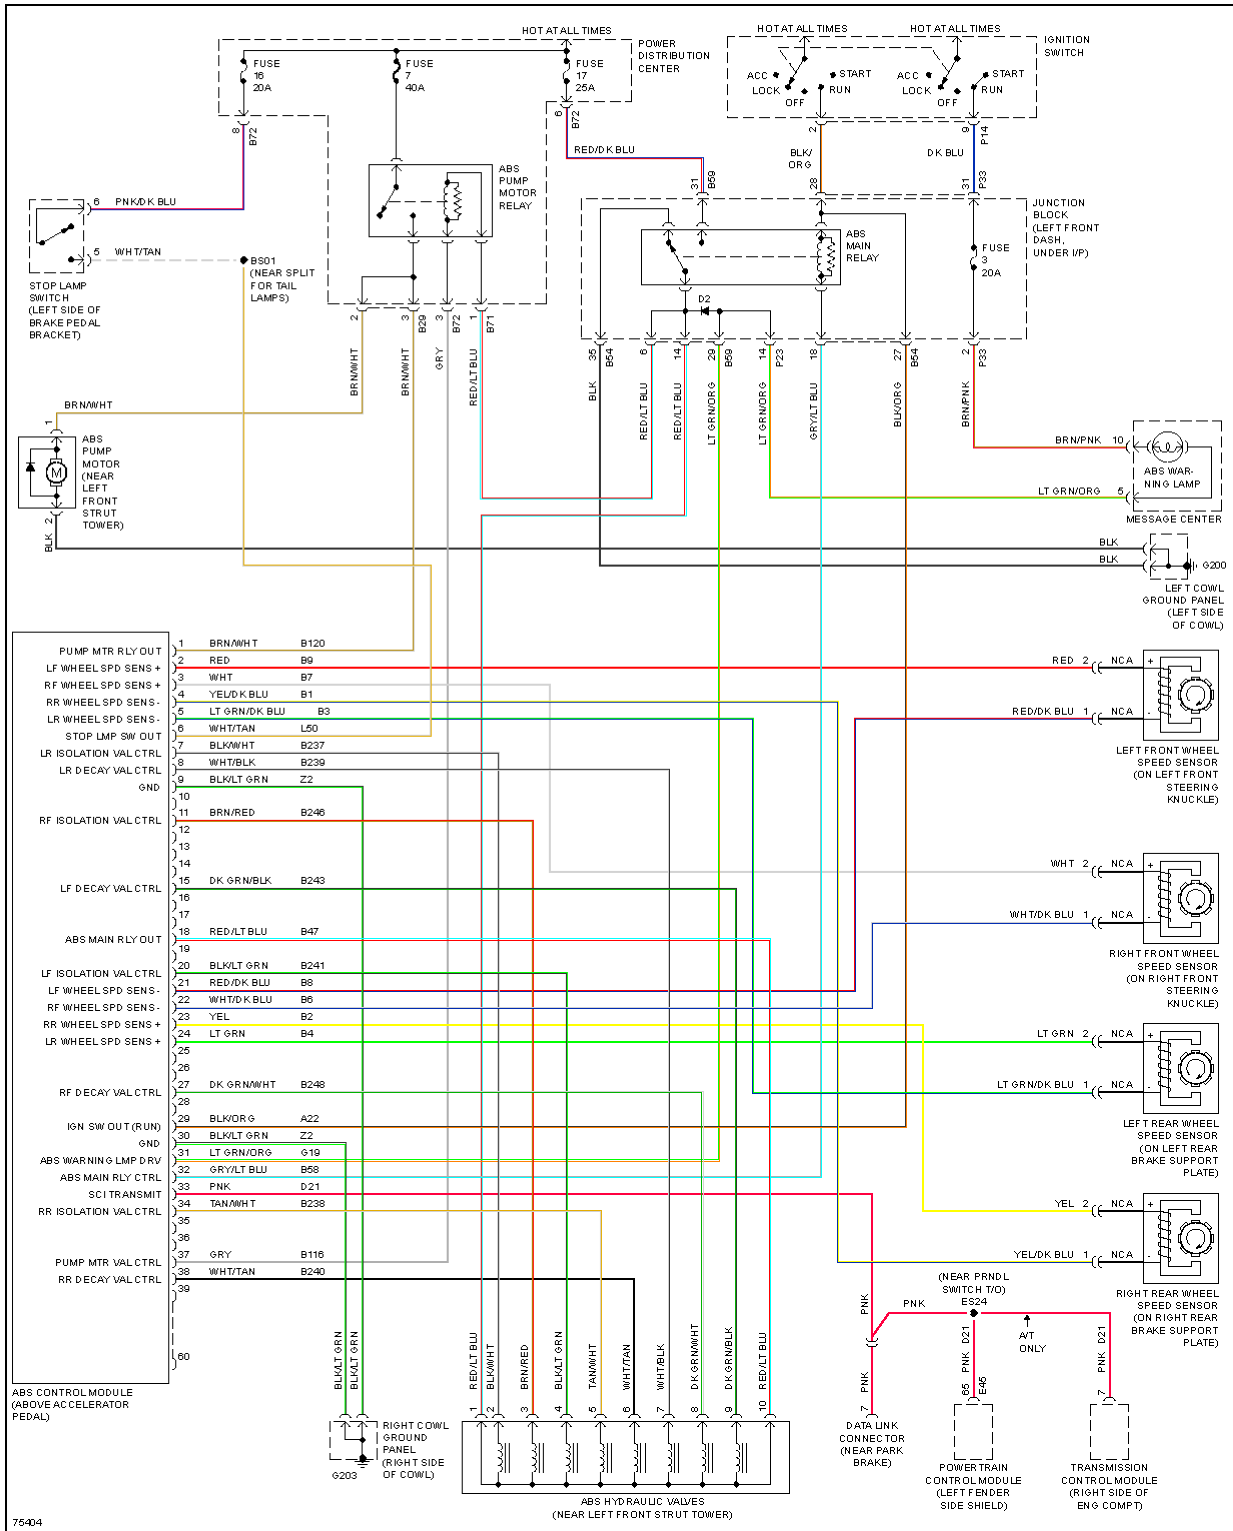 HOT AT ALL TIMES
POWER
DISTRIBUTION
CENTER
FUSE
16
20A
FUSE
7
40A
FUSE
17
25A
8
B72
6
B72
HOT AT ALL TIMES
HOT AT ALL TIMES
IGNITION
SWITCH
ACC
LOCK
OFF
START
RUN
ACC
LOCK
OFF
START
RUN
2
9
P14
RED/DK BLU
BLK/
ORG
DK BLU
31
B59
28
31
P33
ABS
PUMP
MOTOR
RELAY
6
PNK/DK BLU
5
WHT/TAN
BS01
(NEAR SPLIT
FOR TAIL
LAMPS)
STOP LAMP
SWITCH
(LEFT SIDE OF
BRAKE PEDAL
BRACKET)
JUNCTION
BLOCK
(LEFT FRONT
DASH,
UNDER I/P)
ABS
MAIN
RELAY
FUSE
3
20A
D2
2
3
B29
3
B72
1
B71
35
B54
6
14
29
B59
14
P23
18
27
B54
2
P33
BRN/WHT
BRN/WHT
GRY
RED/LT BLU
BLK
RED/LT BLU
RED/LT BLU
LT GRN/ORG
LT GRN/ORG
GRY/LT BLU
BLK/ORG
BRN/PNK
BRN/WHT
1
ABS
PUMP
MOTOR
(NEAR
LEFT
FRONT
STRUT
TOWER)
M
2
BLK
BRN/PNK 10
ABS WAR-
NING LAMP
LT GRN/ORG 5
MESSAGE CENTER
BLK
BLK
G200
LEFT COWL
GROUND PANEL
(LEFT SIDE
OF COWL)
PUMP MTR RLY OUT 1 BRN/WHT B120
LF WHEEL SPD SENS + 2 RED B9
RF WHEEL SPD SENS + 3 WHT B7
RR WHEEL SPD SENS - 4 YEL/DK BLU B1
LR WHEEL SPD SENS - 5 LT GRN/DK BLU B3
STOP LMP SW OUT 6 WHT/TAN L50
LR ISOLATION VAL CTRL 7 BLK/WHT B237
LR DECAY VAL CTRL 8 WHT/BLK B239
GND 9 BLK/LT GRN Z2
10
RF ISOLATION VAL CTRL 11 BRN/RED B246
12
13
14
LF DECAY VAL CTRL 15 DK GRN/BLK B243
16
17
ABS MAIN RLY OUT 18 RED/LT BLU B47
19
LF ISOLATION VAL CTRL 20 BLK/LT GRN B241
LF WHEEL SPD SENS - 21 RED/DK BLU B8
RF WHEEL SPD SENS - 22 WHT/DK BLU B6
RR WHEEL SPD SENS + 23 YEL B2
LR WHEEL SPD SENS + 24 LT GRN B4
25
26
RF DECAY VAL CTRL 27 DK GRN/WHT B248
28
IGN SW OUT (RUN) 29 BLK/ORG A22
GND 30 BLK/LT GRN Z2
ABS WARNING LMP DRV 31 LT GRN/ORG G19
ABS MAIN RLY CTRL 32 GRY/LT BLU B58
SCI TRANSMIT 33 PNK D21
RR ISOLATION VAL CTRL 34 TAN/WHT B238
35
36
PUMP MTR VAL CTRL 37 GRY B116
RR DECAY VAL CTRL 38 WHT/TAN B240
39
60
ABS CONTROL MODULE
(ABOVE ACCELERATOR
PEDAL)
RED 2 NCA +
RED/DK BLU 1 NCA -
LEFT FRONT WHEEL
SPEED SENSOR
(ON LEFT FRONT
STEERING
KNUCKLE)
WHT 2 NCA +
WHT/DK BLU 1 NCA -
RIGHT FRONT WHEEL
SPEED SENSOR
(ON RIGHT FRONT
STEERING
KNUCKLE)
LT GRN 2 NCA +
LT GRN/DK BLU 1 NCA -
LEFT REAR WHEEL
SPEED SENSOR
(ON LEFT REAR
BRAKE SUPPORT
PLATE)
YEL 2 NCA +
YEL/DK BLU 1 NCA -
RIGHT REAR WHEEL
SPEED SENSOR
(ON RIGHT REAR
BRAKE SUPPORT
PLATE)
(NEAR PRNDL
SWITCH T/O)
ES24
PNK
PNK
A/T
ONLY
PNK D21
PNK D21
PNK
7
65
E45
7
DATA LINK
CONNECTOR
(NEAR PARK
BRAKE)
POWERTRAIN
CONTROL MODULE
(LEFT FENDER
SIDE SHIELD)
TRANSMISSION
CONTROL MODULE
(RIGHT SIDE OF
ENG COMPT)
BLK/LT GRN
BLK/LT GRN
RIGHT COWL
GROUND
PANEL
(RIGHT SIDE
OF COWL)
G203
RED/LT BLU
BLK/WHT
BRN/RED
BLK/LT GRN
TAN/WHT
WHT/TAN
WHT/BLK
DK GRN/WHT
DK GRN/BLK
RED/LT BLU
1
2
3
4
5
6
7
8
9
10
ABS HYDRAULIC VALVES
(NEAR LEFT FRONT STRUT TOWER)
75404